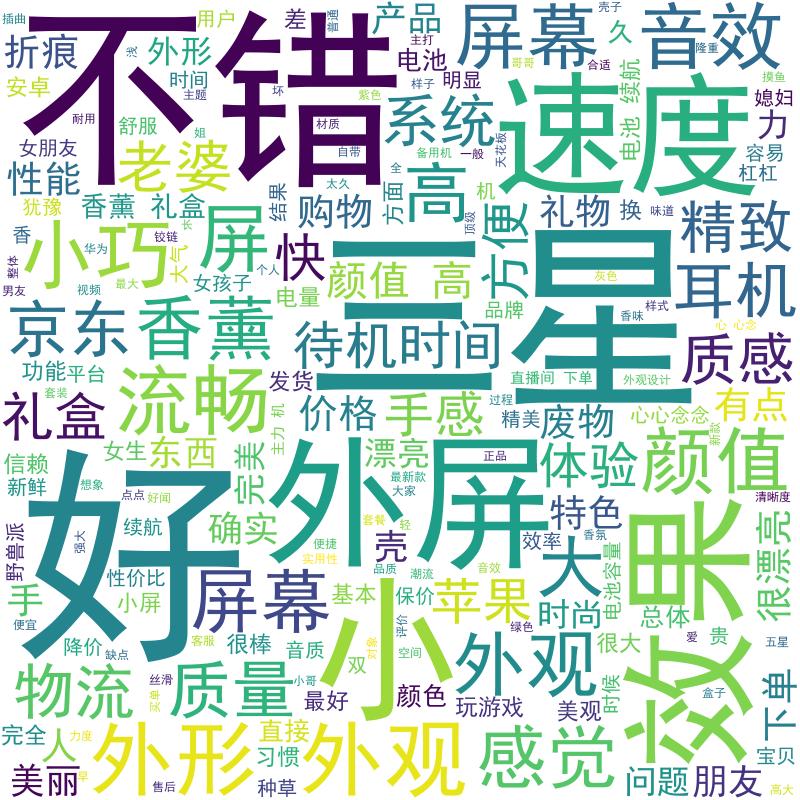 插曲
不错
用户
差
普通
产品
主打
屏幕
壳子
久
音效
折痕
外形
浅
电池
哥哥
合适
隆重
安卓
时间
主题
坏
紫色
样子
明显
系统
速度
续航
摸鱼
媳妇
耐用
舒服
姐
材质
天花板
电池
力
女朋友
老婆
自带
备用机
一般
容易
性能
太久
全
高
机
杠杠
犹豫
香薰 礼盒
结果
购物
方面
顶级
方便
礼物
换
味道
精致
香
小巧
屏
长
快
三星
华为
铰链
大气
整体
个人
颜值 高
灰色
耳机
男友
视频
最大
女孩子
电量
品牌
样式
京东
香薰
待机时间
香味
心 心念
质感
功能
平台
发货
直播间 下单
外观设计
套装
过程
礼盒
流畅
主力 机
价格
手感
精美
废物
心心念念
有点
新款
女生
东西
完美
漂亮
正品
体验
颜值
信赖
新鲜
想象
最新款
大家
清晰度
好
外屏
特色
效果
野兽派
点点
好闻
续航
确实
套餐
轻
效率
香氛
强大
便捷
实用性
壳
大
很漂亮
性价比
品质
潮流
音效
电池容量
手
小屏
屏幕
小
基本
保价
苹果
时尚
总体
便宜
降价
缺点
客服
很棒
音质
双
对象
评价
空间
绿色
很大
爱
贵
五星
物流
丝滑
买单
质量
小哥
最好
颜色
外观
玩游戏
美观
时候
盒子
下单
完全
人
力度
外形
直接
习惯
外观
感觉
宝贝
美丽
早
售后
种草
问题
朋友
高大